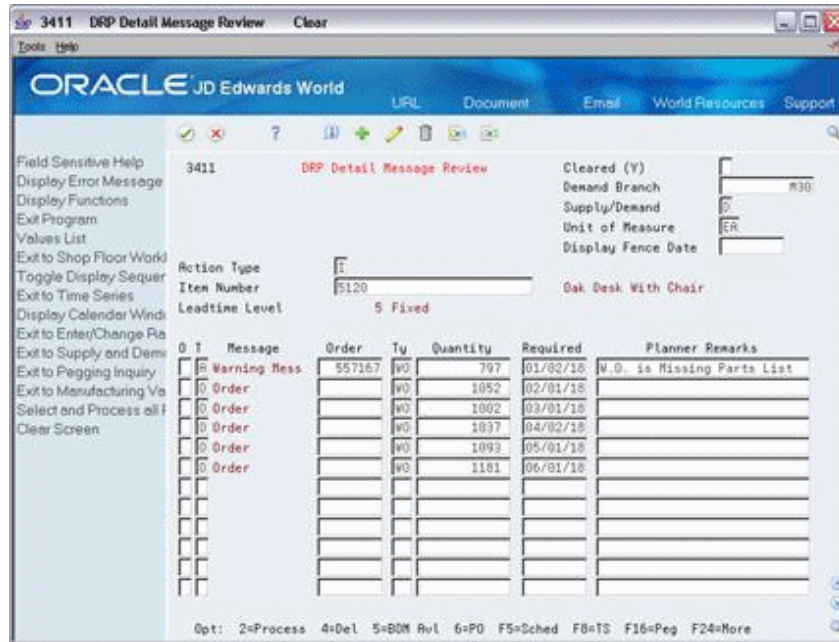 3411 DRP Detail Message Review Clear
Tools Help
ORACLE JD Edwards World
URL Document Email World Resources Support
Field Sensitive Help
Display Error Message
Display Functions
Exit Program
Values List
Exit to Shop Floor Workl
Toggle Display Sequer
Exit to Time Series
Display Calendar Wind
Exit to Enter/Change Ra
Exit to Supply and Dem
Exit to Pegging Inquiry
Exit to Manufacturing Va
Select and Process all
Clear Screen
3411 DRP Detail Message Review
Cleared (Y)
Demand Branch M30
Supply/Demand D
Unit of Measure EA
Display Fence Date
Action Type I
Item Number 5120 Oak Desk With Chair
Leadtime Level 5 Fixed
O T Message Order Ty Quantity Required Planner Remarks
A Warning Mess 557167 WO 797 01/02/18 W.O. is Missing Parts List
O Order WO 1052 02/01/18
O Order WO 1002 03/01/18
O Order WO 1037 04/02/18
O Order WO 1093 05/01/18
O Order WO 1181 06/01/18
Opt: 2=Process 4=Del 5=BOM Avl 6=PO F5=Sched F8=TS F16=Peg F24=More